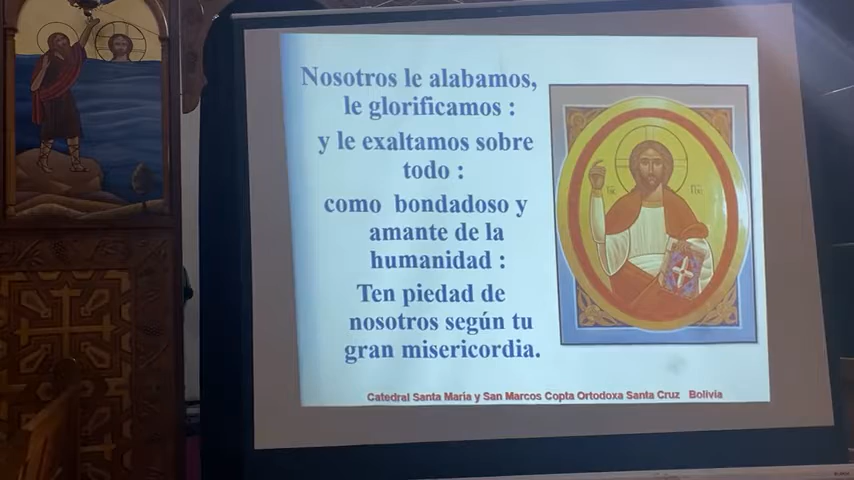 Nosotros le alabamos,
le glorificamos :
y le exaltamos sobre
todo :
como bondadoso y
amante de la
humanidad :
Ten piedad de
nosotros según tu
gran misericordia.
Catedral Santa María y San Marcos Copta Ortodoxa Santa Cruz Bolivia